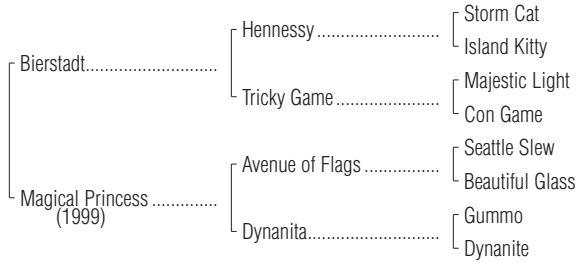 Storm Cat
Hennessy
Island Kitty
Bierstadt
Majestic Light
Tricky Game
Con Game
Seattle Slew
Avenue of Flags
Beautiful Glass
Magical Princess
(1999)
Gummo
Dynanita
Dynanite